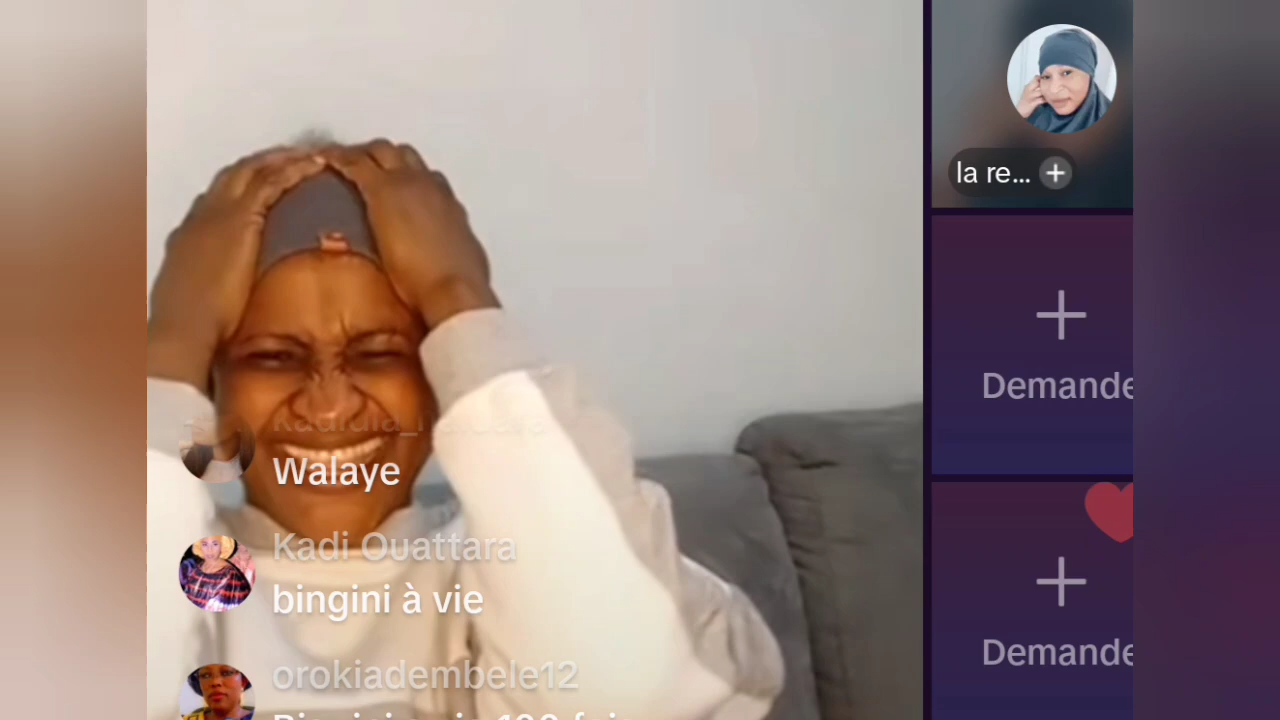 la re...
Demande
Walaye
Kadi Ouattara
bingini à vie
Demande
orokiadembele12